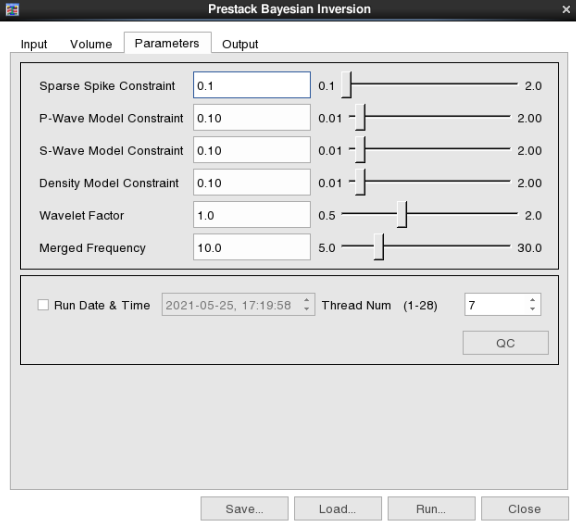 Prestack Bayesian Inversion
Input Volume Parameters Output
Sparse Spike Constraint 0.1 0.1 2.0
P-Wave Model Constraint 0.10 0.01 2.00
S-Wave Model Constraint 0.10 0.01 2.00
Density Model Constraint 0.10 0.01 2.00
Wavelet Factor 1.0 0.5 2.0
Merged Frequency 10.0 5.0 30.0
Run Date & Time 2021-05-25, 17:19:58 Thread Num (1-28) 7
QC
Save... Load... Run... Close